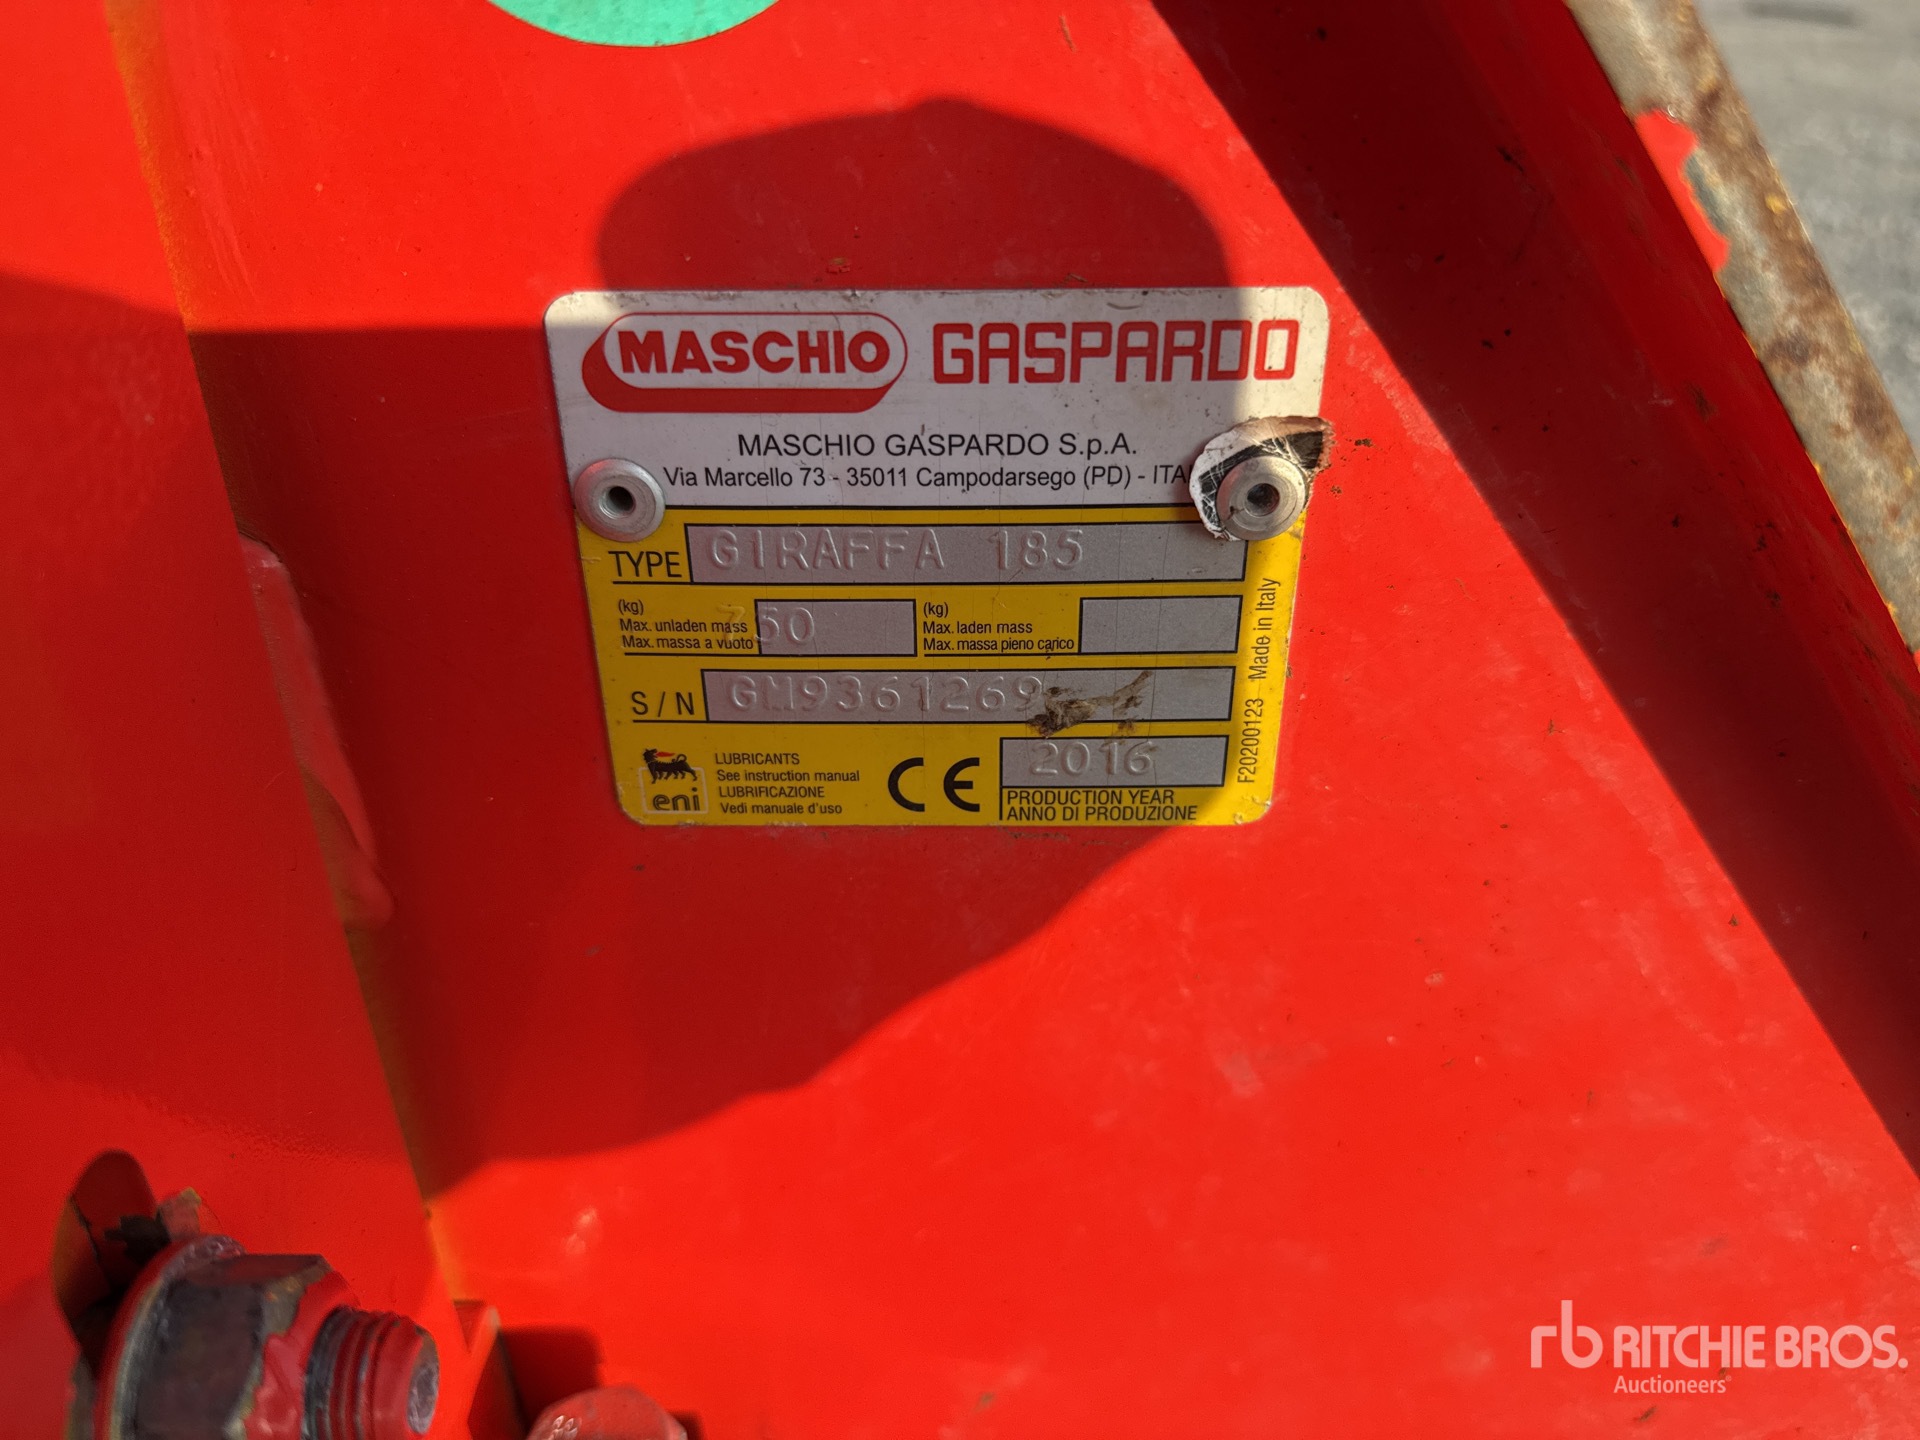 MASCHIO GASPARDO
MASCHIO GASPARDO S.p.A.
Via Marcello 73 - 35011 Campodarsego (PD) -
TYPE GIRAFFA 185
(kg)
Max. unladen mass
Max. massa a vuoto
750
(kg)
Max. laden mass
Max. massa pieno carico
S/N GM9361269
eni
LUBRICANTS
See instruction manual
LUBRIFICAZIONE
Vedi manuale d'uso
CE
2016
PRODUCTION YEAR
ANNO DI PRODUZIONE
F20200123 Made in Italy
rb RITCHIE BROS.
Auctioneers